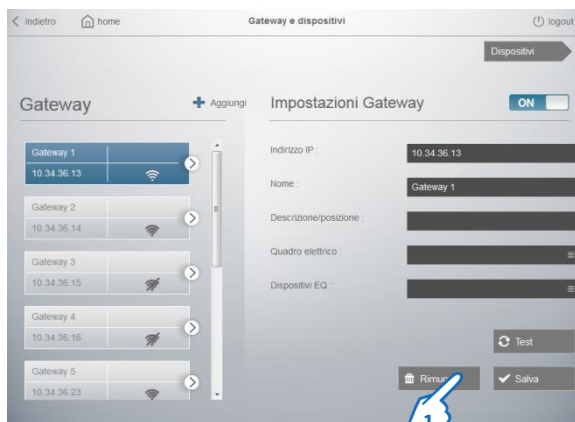 indietro home Gateway e dispositivi logout
Dispositivi
Gateway Aggiungi
Impostazioni Gateway ON
Gateway 1
10.34.36.13
Gateway 2
10.34.36.14
Gateway 3
10.34.36.15
Gateway 4
10.34.36.16
Gateway 5
10.34.36.23
Indirizzo IP : 10.34.36.13
Nome : Gateway 1
Descrizione/posizione :
Quadro elettrico :
Dispositivi EQ :
Test
Salva
1